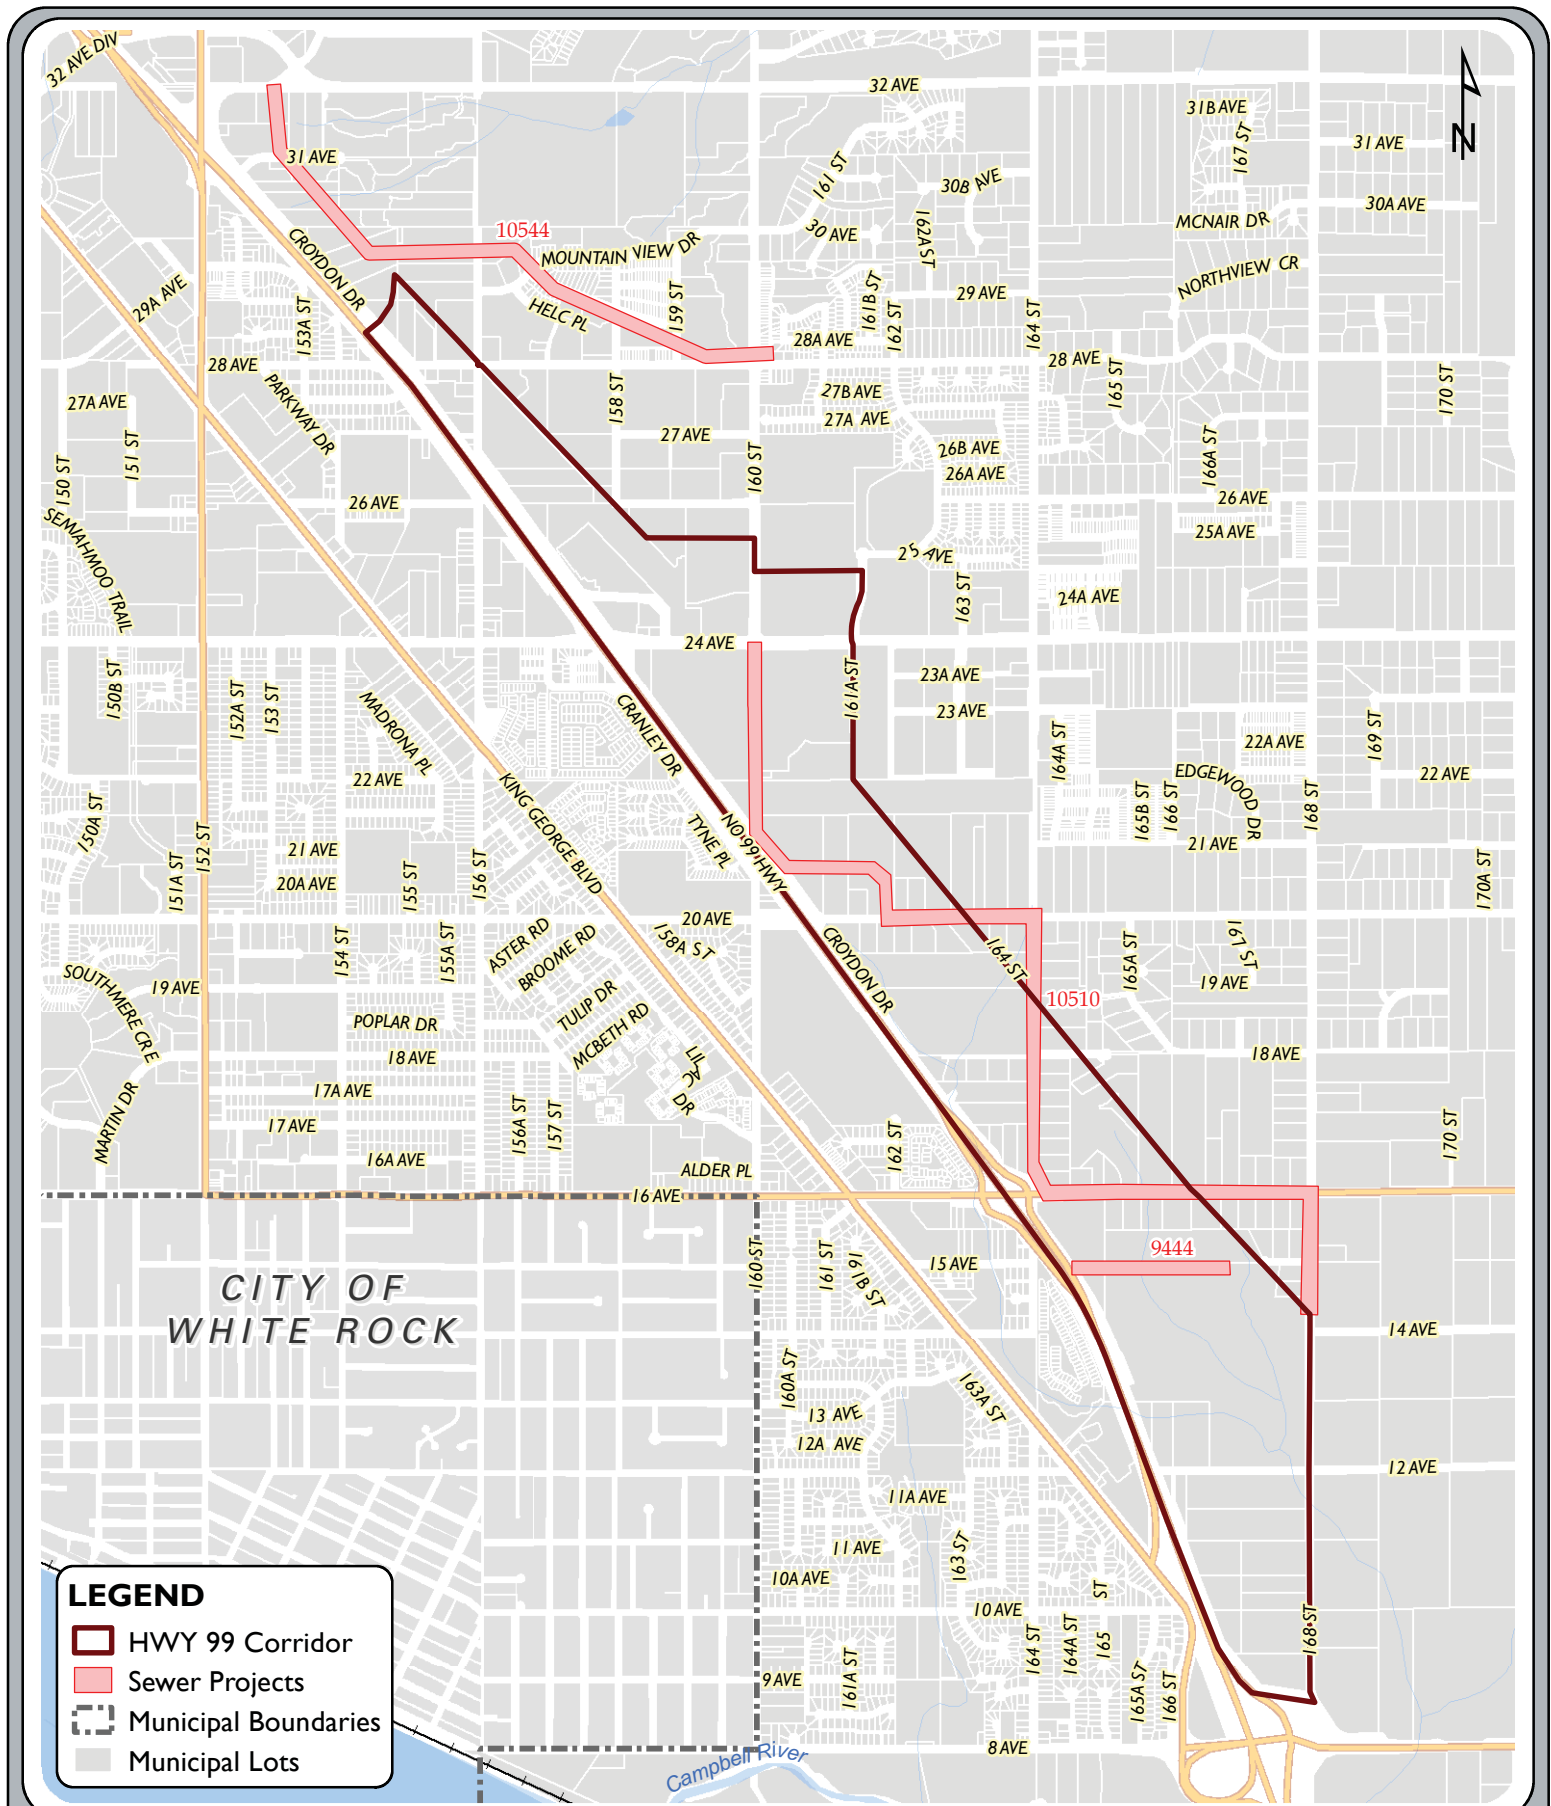 32 AVE DIV
32 AVE
31B AVE
167 ST
31 AVE
N
31 AVE
161 ST
30B AVE
30A AVE
MCNAIR DR
10544
30 AVE
162A ST
CROYDON DR
MOUNTAIN VIEW DR
NORTHVIEW CR
29A AVE
153A ST
HELC PL
159 ST
161B ST
162 ST
29 AVE
164 ST
28A AVE
28 AVE
28 AVE
165 ST
170 ST
27A AVE
PARKWAY DR
158 ST
27B AVE
27A AVE
151 ST
150 ST
27 AVE
160 ST
26B AVE
26A AVE
166A ST
26 AVE
26 AVE
25A AVE
SEMIAHMOO TRAIL
25 AVE
163 ST
24A AVE
24 AVE
150B ST
152A ST
153 ST
MADRONA PL
CRANLEY DR
161A ST
23A AVE
23 AVE
164A ST
169 ST
22A AVE
22 AVE
22 AVE
EDGEWOOD DR
165B ST
166 ST
168 ST
KING GEORGE BLVD
150A ST
152 ST
TYNE PL
NO 99 HWY
21 AVE
21 AVE
151A ST
20A AVE
155 ST
156 ST
170A ST
20 AVE
154 ST
155A ST
ASTER RD
BROOME RD
158A ST
CROYDON DR
164 ST
165A ST
167 ST
SOUTHMERE CRE
19 AVE
19 AVE
TULIP DR
10510
POPLAR DR
MCBETH RD
18 AVE
18 AVE
LILAC DR
17A AVE
MARTIN DR
17 AVE
156A ST
157 ST
162 ST
170 ST
16A AVE
ALDER PL
16 AVE
160 ST
161 ST
161B ST
15 AVE
9444
CITY OF
WHITE ROCK
14 AVE
160A ST
163A ST
13 AVE
12A AVE
12 AVE
11A AVE
11 AVE
163 ST
10A AVE
10 AVE
165 ST
164 ST
164A ST
168 ST
9 AVE
161A ST
165A ST
166 ST
8 AVE
Campbell River
LEGEND
HWY 99 Corridor
Sewer Projects
Municipal Boundaries
Municipal Lots